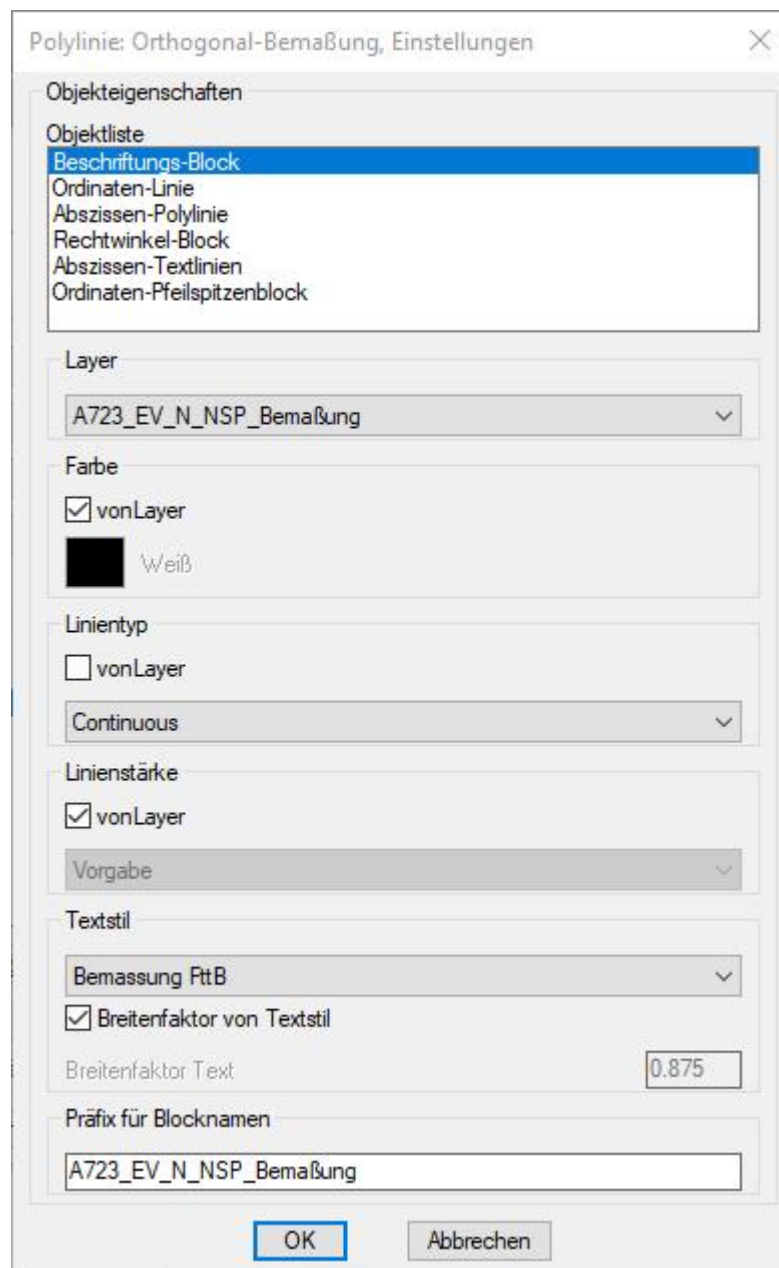 Polylinie: Orthogonal-Bemaßung, Einstellungen
Objekteigenschaften
Objektliste
Beschriftungs-Block
Ordinaten-Linie
Abszissen-Polylinie
Rechtwinkel-Block
Abszissen-Textlinien
Ordinaten-Pfeilspitzenblock
Layer
A723_EV_N_NSP_Bemaßung
Farbe
vonLayer
Weiß
Linientyp
vonLayer
Continuous
Linienstärke
vonLayer
Vorgabe
Textstil
Bemassung FttB
Breitenfaktor von Textstil
Breitenfaktor Text 0.875
Präfix für Blocknamen
A723_EV_N_NSP_Bemaßung
OK Abbrechen